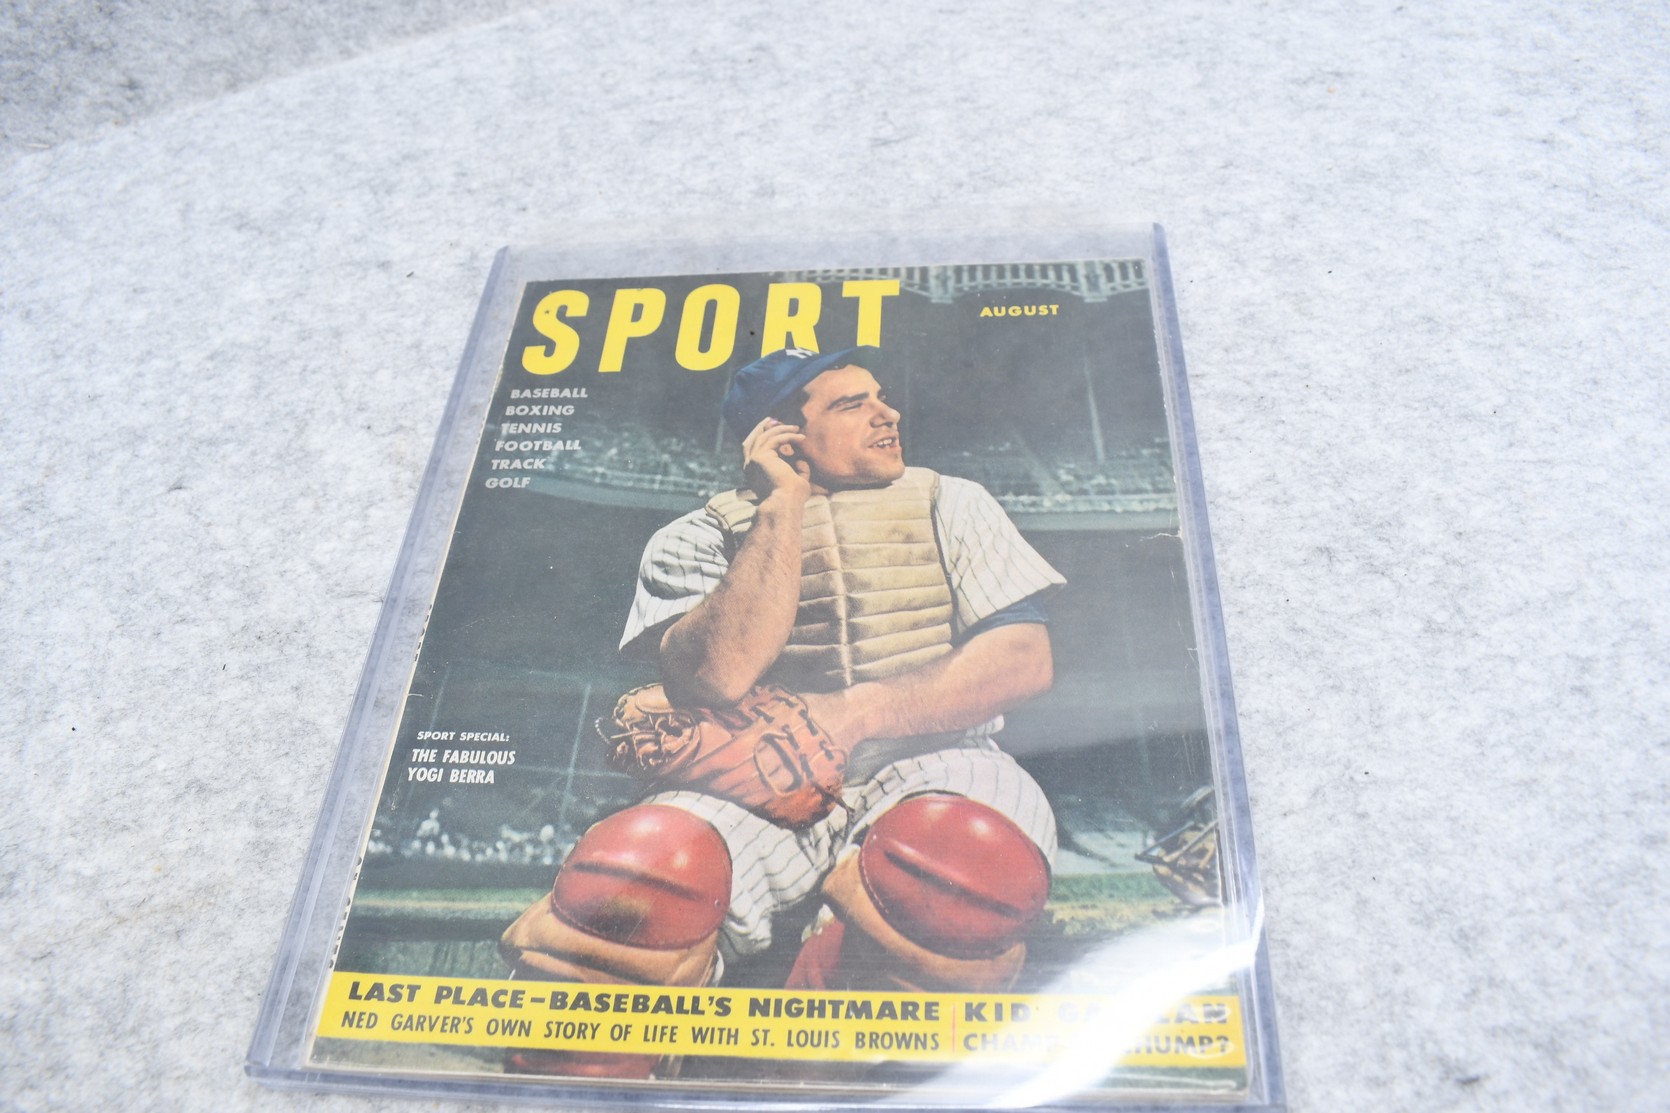 SPORT
AUGUST
BASEBALL
BOXING
TENNIS
FOOTBALL
TRACK
GOLF
SPORT SPECIAL:
THE FABULOUS
YOGI BERRA
LAST PLACE–BASEBALL'S NIGHTMARE
NED GARVER'S OWN STORY OF LIFE WITH ST. LOUIS BROWNS
KID